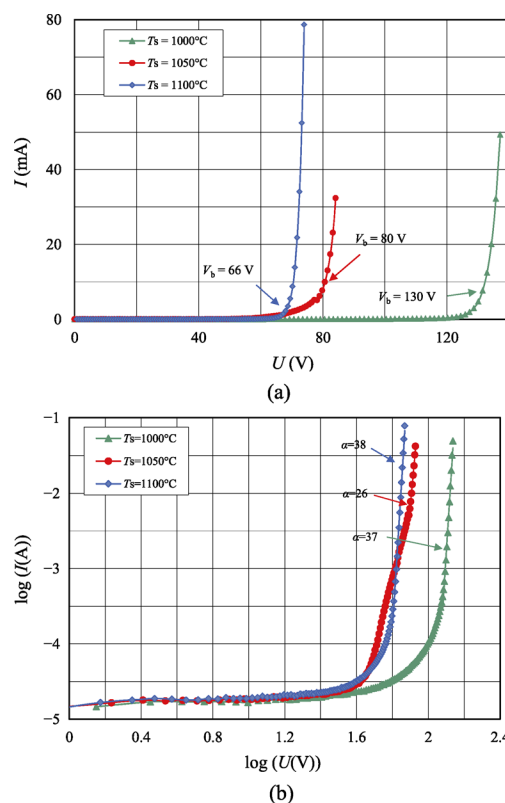 80
60
40
20
0
I (mA)
Ts = 1000°C
Ts = 1050°C
Ts = 1100°C
Vb = 66 V
Vb = 80 V
Vb = 130 V
0 40 60 80 120
U (V)
(a)
−1
−2
−3
−4
−5
log (I(A)
Ts=1000°C
Ts=1050°C
Ts=1100°C
α=38
α=26
α=37
0 0.4 0.8 1.2 1.6 2 2.4
log (U(V))
(b)